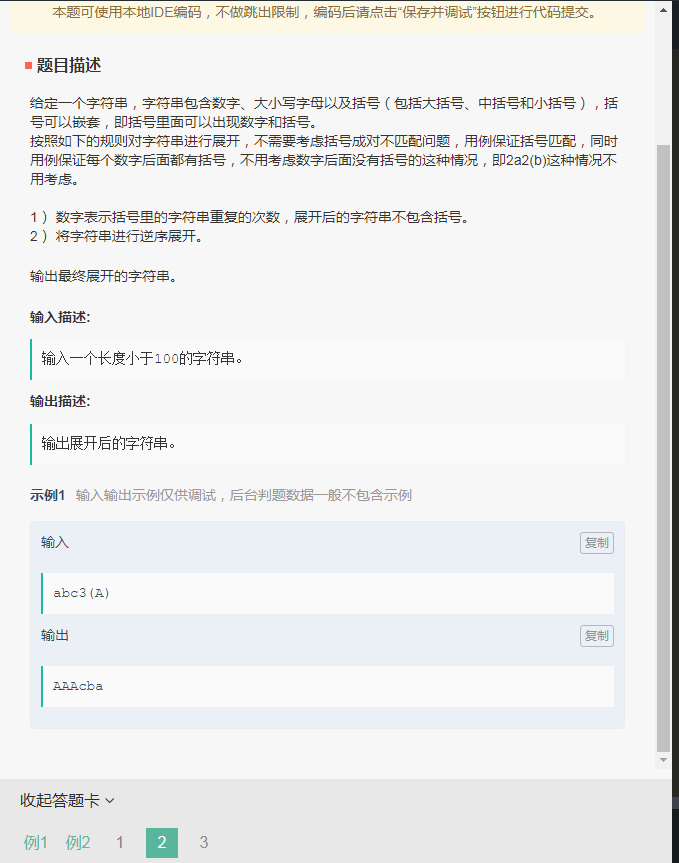 本题可使用本地IDE编码，不做跳出限制，编码后请点击“保存并调试”按钮进行代码提交。
题目描述
给定一个字符串，字符串包含数字、大小写字母以及括号（包括大括号、中括号和小括号），括
号可以嵌套，即括号里面可以出现数字和括号。
按照如下的规则对字符串进行展开，不需要考虑括号成对不匹配问题，用例保证括号匹配，同时
用例保证每个数字后面都有括号，不用考虑数字后面没有括号的这种情况，即2a2(b)这种情况不
用考虑。
1 ） 数字表示括号里的字符串重复的次数，展开后的字符串不包含括号。
2 ） 将字符串进行逆序展开。
输出最终展开的字符串。
输入描述:
输入一个长度小于100的字符串。
输出描述:
输出展开后的字符串。
示例1 输入输出示例仅供调试，后台判题数据一般不包含示例
输入 复制
abc3(A)
输出 复制
AAAcba
收起答题卡
例1 例2 1 2 3